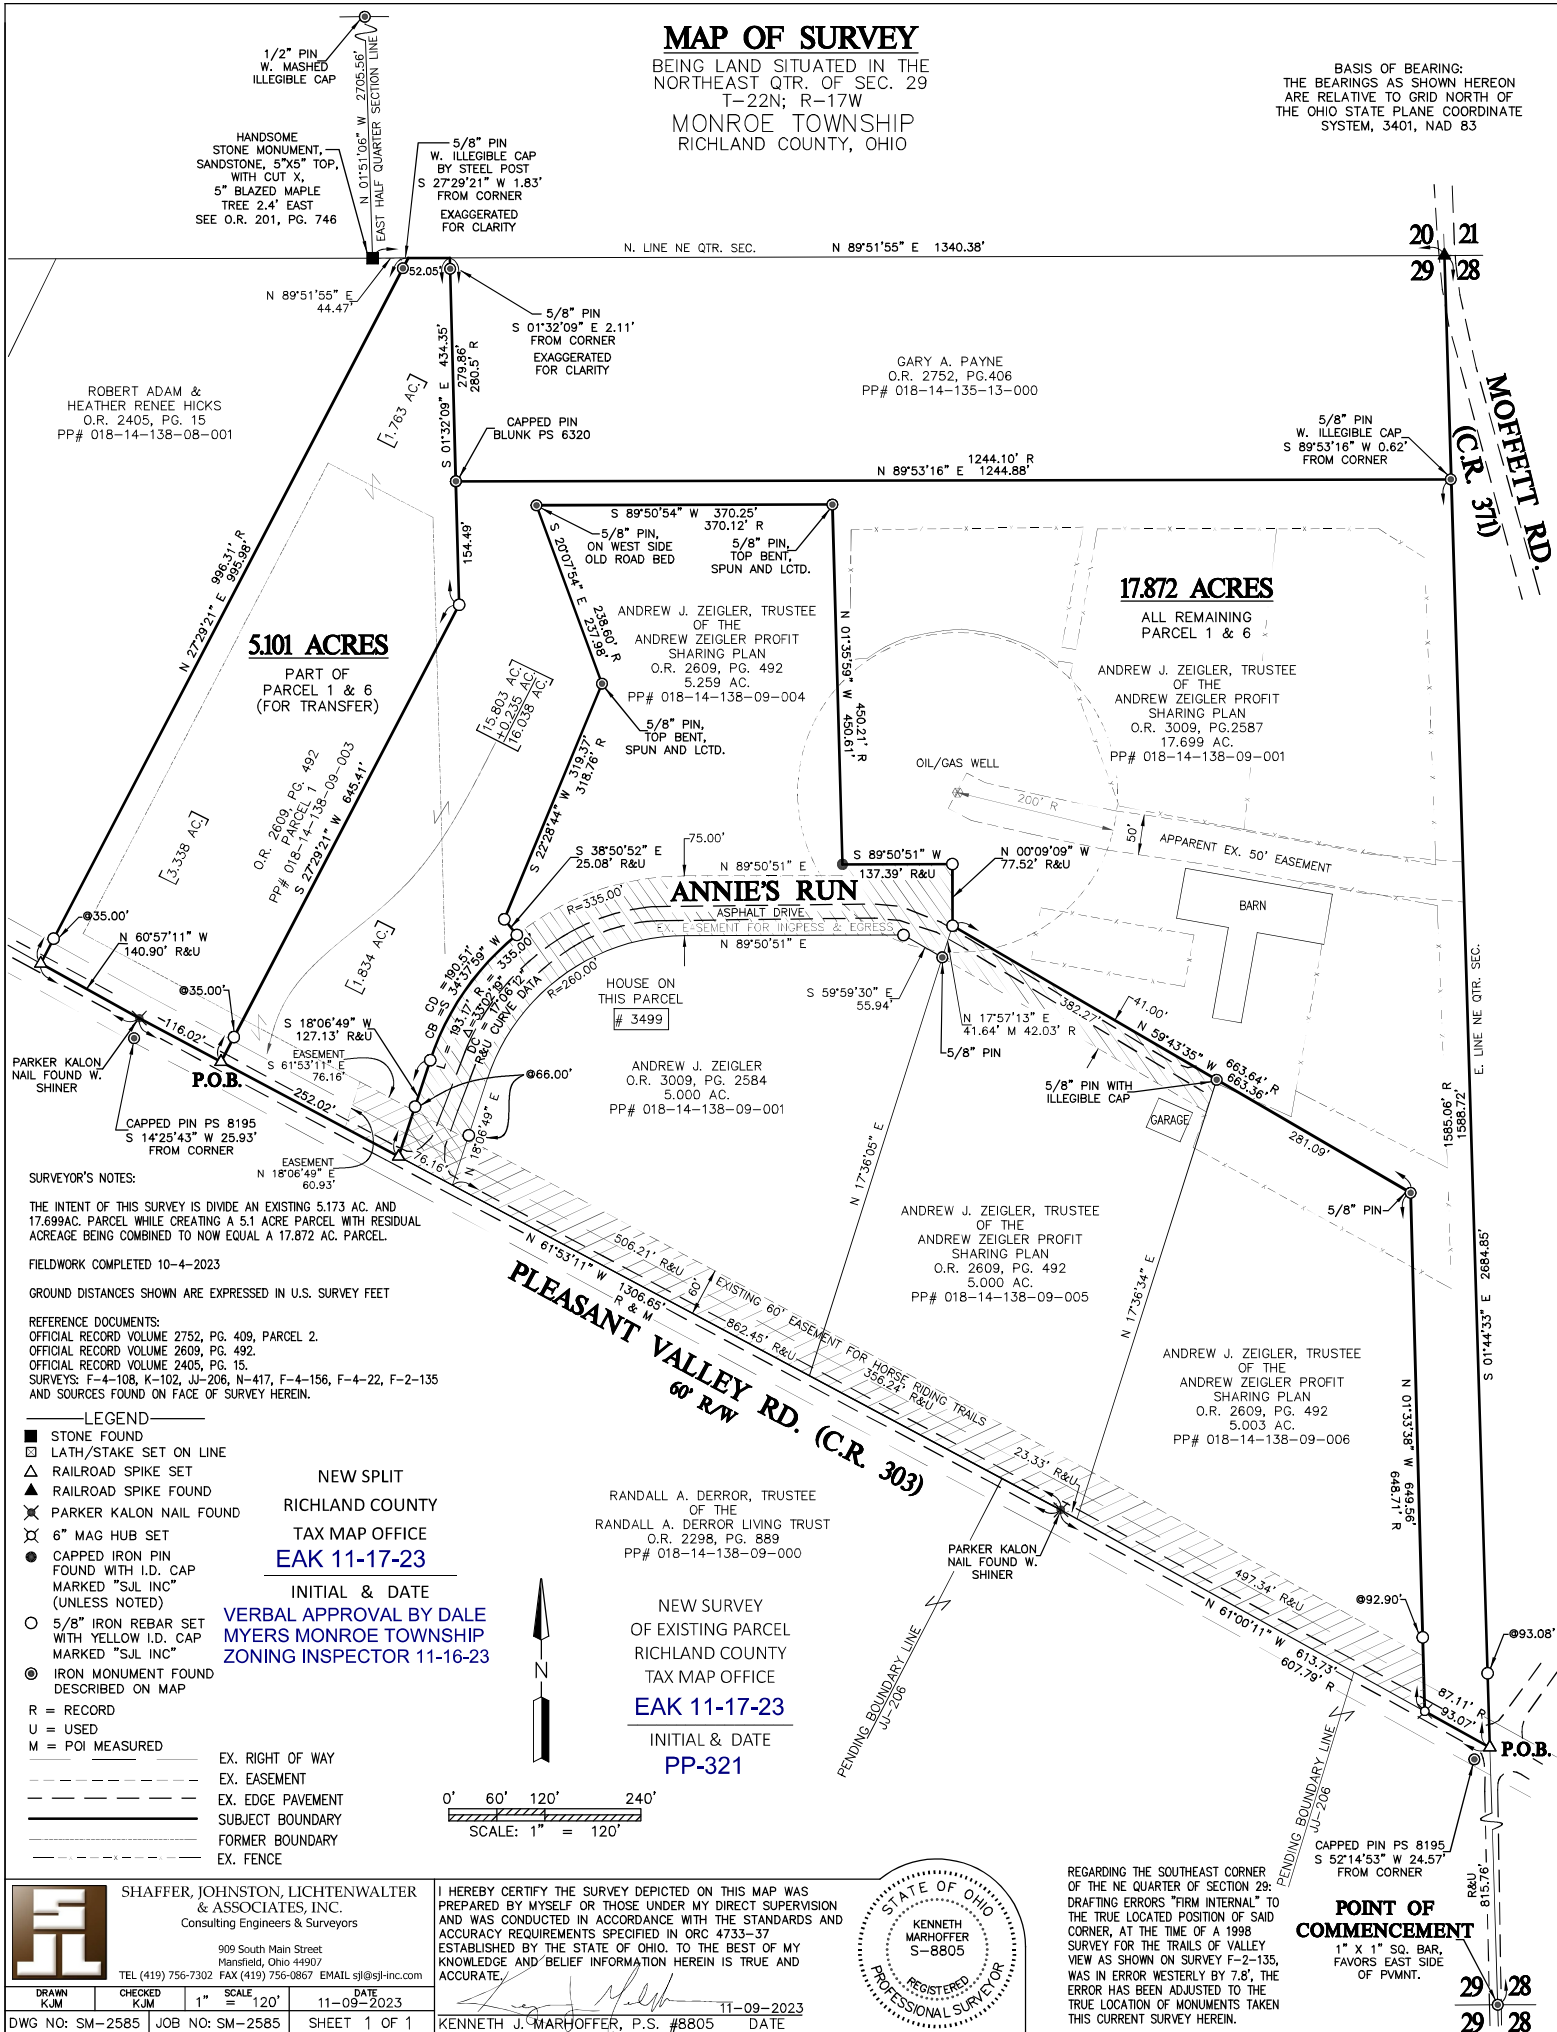 MAP OF SURVEY
BEING LAND SITUATED IN THE
NORTHEAST QTR. OF SEC. 29
T-22N; R-17W
MONROE TOWNSHIP
RICHLAND COUNTY, OHIO
BASIS OF BEARING:
THE BEARINGS AS SHOWN HEREON
ARE RELATIVE TO GRID NORTH OF
THE OHIO STATE PLANE COORDINATE
SYSTEM, 3401, NAD 83
1/2" PIN
W. MASHED
ILLEGIBLE CAP
N 01°51'06" W 2705.56'
EAST HALF QUARTER SECTION LINE
HANDSOME
STONE MONUMENT,
SANDSTONE, 5"X5" TOP,
WITH CUT X,
5" BLAZED MAPLE
TREE 2.4' EAST
SEE O.R. 201, PG. 746
5/8" PIN
W. ILLEGIBLE CAP
BY STEEL POST
S 27°29'21" W 1.83'
FROM CORNER
EXAGGERATED
FOR CLARITY
N. LINE NE QTR. SEC.
N 89°51'55" E 1340.38'
20 21
29 28
52.05'
N 89°51'55" E
44.47'
5/8" PIN
S 01°32'09" E 2.11'
FROM CORNER
EXAGGERATED
FOR CLARITY
S 01°32'09" E 434.35'
279.86'
280.5' R
ROBERT ADAM &
HEATHER RENEE HICKS
O.R. 2405, PG. 15
PP# 018-14-138-08-001
[1.763 AC.]
GARY A. PAYNE
O.R. 2752, PG.406
PP# 018-14-135-13-000
MOFFETT RD.
(C.R. 371)
CAPPED PIN
BLUNK PS 6320
5/8" PIN
W. ILLEGIBLE CAP
S 89°53'16" W 0.62'
FROM CORNER
1244.10' R
N 89°53'16" E 1244.88'
S 89°50'54" W 370.25'
370.12' R
5/8" PIN,
ON WEST SIDE
OLD ROAD BED
5/8" PIN,
TOP BENT,
SPUN AND LCTD.
154.49'
996.31' R
N 27°29'21" E 995.98'
S 20°07'54" E 238.60' R
237.98'
5.101 ACRES
PART OF
PARCEL 1 & 6
(FOR TRANSFER)
ANDREW J. ZEIGLER, TRUSTEE
OF THE
ANDREW ZEIGLER PROFIT
SHARING PLAN
O.R. 2609, PG. 492
5.259 AC.
PP# 018-14-138-09-004
N 01°35'59" W 450.21' R
450.61'
17.872 ACRES
ALL REMAINING
PARCEL 1 & 6
ANDREW J. ZEIGLER, TRUSTEE
OF THE
ANDREW ZEIGLER PROFIT
SHARING PLAN
O.R. 3009, PG.2587
17.699 AC.
PP# 018-14-138-09-001
15.803 AC.
+0.235 AC.
16.038 AC.
5/8" PIN,
TOP BENT,
SPUN AND LCTD.
O.R. 2609, PG. 492
PARCEL 1
PP# 018-14-138-09-003
S 27°29'21" W 645.41'
[3.338 AC.]
S 22°28'44" W 319.37'
318.76' R
OIL/GAS WELL
200' R
50'
APPARENT EX. 50' EASEMENT
BARN
S 38°50'52" E
25.08' R&U
75.00'
N 89°50'51" E
S 89°50'51" W
137.39' R&U
N 00°09'09" W
77.52' R&U
ANNIE'S RUN
ASPHALT DRIVE
EX. EASEMENT FOR INGRESS & EGRESS
N 89°50'51" E
R=335.00'
R=260.00'
@35.00'
N 60°57'11" W
140.90' R&U
[1.834 AC.]
CD =190.51'
CB =S 34°37'59" W
L = 193.17' R = 335.00'
Δ =33°02'19"
DC = 17°06'12"
R&U CURVE DATA
HOUSE ON
THIS PARCEL
# 3499
S 59°59'30" E
55.94'
N 17°57'13" E
41.64' M 42.03' R
5/8" PIN
382.27'
41.00'
N 59°43'35" W 663.64' R
663.36'
@35.00'
116.02'
S 18°06'49" W
127.13' R&U
EASEMENT
S 61°53'11" E
76.16'
@66.00'
PARKER KALON
NAIL FOUND W.
SHINER
P.O.B.
252.02'
CAPPED PIN PS 8195
S 14°25'43" W 25.93'
FROM CORNER
EASEMENT
N 18°06'49" E
60.93'
76.16'
N 18°06'49" E
ANDREW J. ZEIGLER
O.R. 3009, PG. 2584
5.000 AC.
PP# 018-14-138-09-001
5/8" PIN WITH
ILLEGIBLE CAP
GARAGE
281.09'
5/8" PIN
E. LINE NE QTR. SEC.
1585.06' R
1588.72'
S 01°44'33" E 2684.85'
N 17°36'05" E
N 17°36'34" E
SURVEYOR'S NOTES:
THE INTENT OF THIS SURVEY IS DIVIDE AN EXISTING 5.173 AC. AND
17.699AC. PARCEL WHILE CREATING A 5.1 ACRE PARCEL WITH RESIDUAL
ACREAGE BEING COMBINED TO NOW EQUAL A 17.872 AC. PARCEL.
FIELDWORK COMPLETED 10-4-2023
GROUND DISTANCES SHOWN ARE EXPRESSED IN U.S. SURVEY FEET
REFERENCE DOCUMENTS:
OFFICIAL RECORD VOLUME 2752, PG. 409, PARCEL 2.
OFFICIAL RECORD VOLUME 2609, PG. 492.
OFFICIAL RECORD VOLUME 2405, PG. 15.
SURVEYS: F-4-108, K-102, JJ-206, N-417, F-4-156, F-4-22, F-2-135
AND SOURCES FOUND ON FACE OF SURVEY HEREIN.
506.21' R&U
N 61°53'11" W 1306.65'
R & M
60'
EXISTING 60' EASEMENT FOR HORSE RIDING TRAILS
862.45' R&U
356.24' R&U
PLEASANT VALLEY RD. (C.R. 303)
60' R/W
ANDREW J. ZEIGLER, TRUSTEE
OF THE
ANDREW ZEIGLER PROFIT
SHARING PLAN
O.R. 2609, PG. 492
5.000 AC.
PP# 018-14-138-09-005
ANDREW J. ZEIGLER, TRUSTEE
OF THE
ANDREW ZEIGLER PROFIT
SHARING PLAN
O.R. 2609, PG. 492
5.003 AC.
PP# 018-14-138-09-006
N 01°33'38" W 649.56'
648.71' R
23.33' R&U
LEGEND
STONE FOUND
LATH/STAKE SET ON LINE
RAILROAD SPIKE SET
RAILROAD SPIKE FOUND
PARKER KALON NAIL FOUND
6" MAG HUB SET
CAPPED IRON PIN
FOUND WITH I.D. CAP
MARKED "SJL INC"
(UNLESS NOTED)
5/8" IRON REBAR SET
WITH YELLOW I.D. CAP
MARKED "SJL INC"
IRON MONUMENT FOUND
DESCRIBED ON MAP
R = RECORD
U = USED
M = POI MEASURED
EX. RIGHT OF WAY
EX. EASEMENT
EX. EDGE PAVEMENT
SUBJECT BOUNDARY
FORMER BOUNDARY
EX. FENCE
NEW SPLIT
RICHLAND COUNTY
TAX MAP OFFICE
EAK 11-17-23
INITIAL & DATE
VERBAL APPROVAL BY DALE
MYERS MONROE TOWNSHIP
ZONING INSPECTOR 11-16-23
N
0' 60' 120' 240'
SCALE: 1" = 120'
RANDALL A. DERROR, TRUSTEE
OF THE
RANDALL A. DERROR LIVING TRUST
O.R. 2298, PG. 889
PP# 018-14-138-09-000
NEW SURVEY
OF EXISTING PARCEL
RICHLAND COUNTY
TAX MAP OFFICE
EAK 11-17-23
INITIAL & DATE
PP-321
PARKER KALON
NAIL FOUND W.
SHINER
PENDING BOUNDARY LINE
JJ-206
497.34' R&U
N 61°00'11" W 613.73'
607.79' R
@92.90'
@93.08'
87.11' R
93.07'
P.O.B.
PENDING BOUNDARY LINE
JJ-206
CAPPED PIN PS 8195
S 52°14'53" W 24.57'
FROM CORNER
R&U
815.76'
POINT OF
COMMENCEMENT
1" X 1" SQ. BAR,
FAVORS EAST SIDE
OF PVMNT.
29 28
29 28
REGARDING THE SOUTHEAST CORNER
OF THE NE QUARTER OF SECTION 29:
DRAFTING ERRORS "FIRM INTERNAL" TO
THE TRUE LOCATED POSITION OF SAID
CORNER, AT THE TIME OF A 1998
SURVEY FOR THE TRAILS OF VALLEY
VIEW AS SHOWN ON SURVEY F-2-135,
WAS IN ERROR WESTERLY BY 7.8', THE
ERROR HAS BEEN ADJUSTED TO THE
TRUE LOCATION OF MONUMENTS TAKEN
THIS CURRENT SURVEY HEREIN.
SJL
SHAFFER, JOHNSTON, LICHTENWALTER
& ASSOCIATES, INC.
Consulting Engineers & Surveyors
909 South Main Street
Mansfield, Ohio 44907
TEL (419) 756-7302 FAX (419) 756-0867 EMAIL sjl@sjl-inc.com
DRAWN
KJM
CHECKED
KJM
SCALE
1" = 120'
DATE
11-09-2023
DWG NO: SM-2585
JOB NO: SM-2585
SHEET 1 OF 1
I HEREBY CERTIFY THE SURVEY DEPICTED ON THIS MAP WAS
PREPARED BY MYSELF OR THOSE UNDER MY DIRECT SUPERVISION
AND WAS CONDUCTED IN ACCORDANCE WITH THE STANDARDS AND
ACCURACY REQUIREMENTS SPECIFIED IN ORC 4733-37
ESTABLISHED BY THE STATE OF OHIO. TO THE BEST OF MY
KNOWLEDGE AND BELIEF INFORMATION HEREIN IS TRUE AND
ACCURATE.
11-09-2023
KENNETH J. MARHOFFER, P.S. #8805 DATE
STATE OF OHIO
KENNETH
MARHOFFER
S-8805
REGISTERED
PROFESSIONAL SURVEYOR